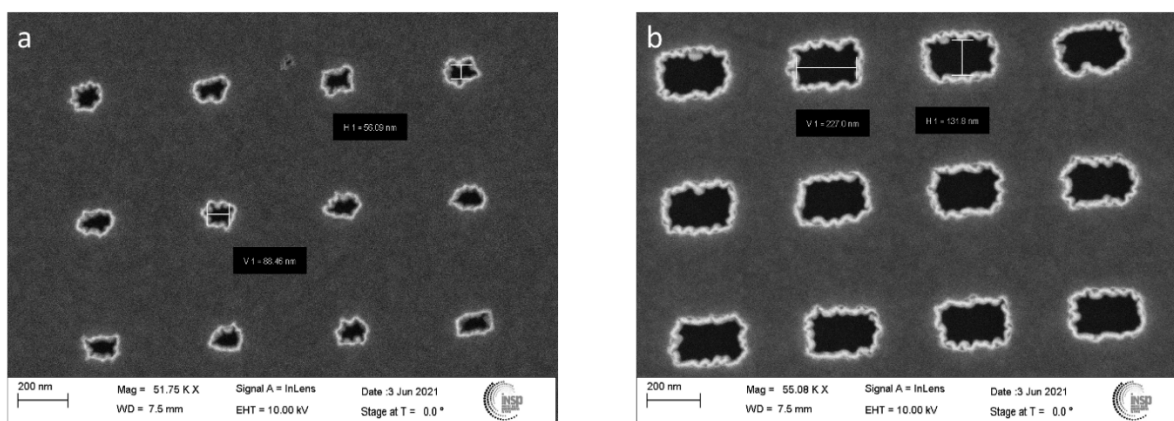 a
H 1 = 56.09 nm
V 1 = 88.46 nm
200 nm
Mag = 51.75 K X
Signal A = InLens
Date :3 Jun 2021
WD = 7.5 mm
EHT = 10.00 kV
Stage at T = 0.0 °
insp
b
V 1 = 227.0 nm
H 1 = 131.8 nm
200 nm
Mag = 55.08 K X
Signal A = InLens
Date :3 Jun 2021
WD = 7.5 mm
EHT = 10.00 kV
Stage at T = 0.0 °
insp